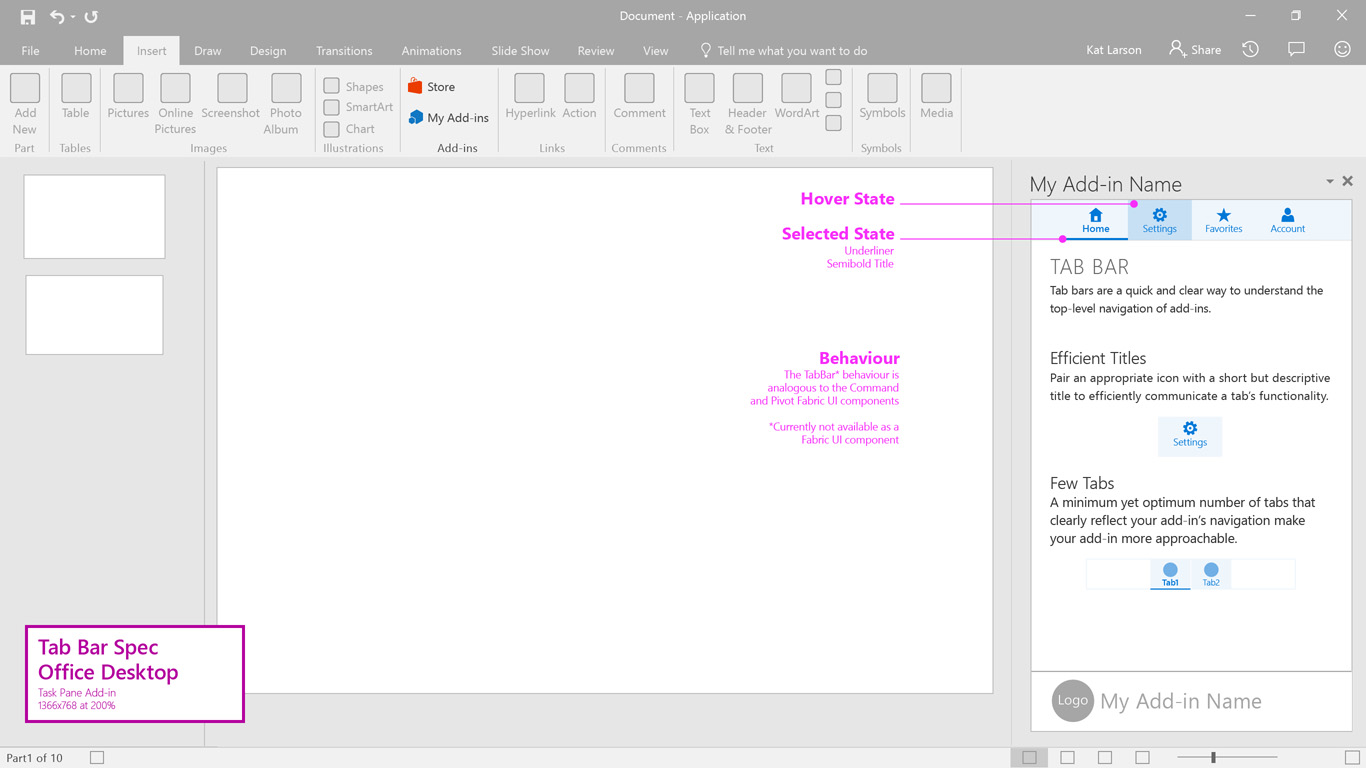 Document - Application
File Home Insert Draw Design Transitions Animations Slide Show Review View Tell me what you want to do Kat Larson Share
Add New
Table
Pictures
Online Pictures
Screenshot
Photo Album
Shapes
SmartArt
Chart
Store
My Add-ins
Hyperlink
Action
Comment
Text Box
Header & Footer
WordArt
Symbols
Media
Part Tables Images Illustrations Add-ins Links Comments Text Symbols
Hover State
Selected State
Underliner
Semibold Title
Behaviour
The TabBar* behaviour is
analogous to the Command
and Pivot Fabric UI components
*Currently not available as a
Fabric UI component
My Add-in Name
Home Settings Favorites Account
TAB BAR
Tab bars are a quick and clear way to understand the
top-level navigation of add-ins.
Efficient Titles
Pair an appropriate icon with a short but descriptive
title to efficiently communicate a tab's functionality.
Settings
Few Tabs
A minimum yet optimum number of tabs that
clearly reflect your add-in's navigation make
your add-in more approachable.
Tab1 Tab2
Logo My Add-in Name
Tab Bar Spec
Office Desktop
Task Pane Add-in
1366x768 at 200%
Part1 of 10